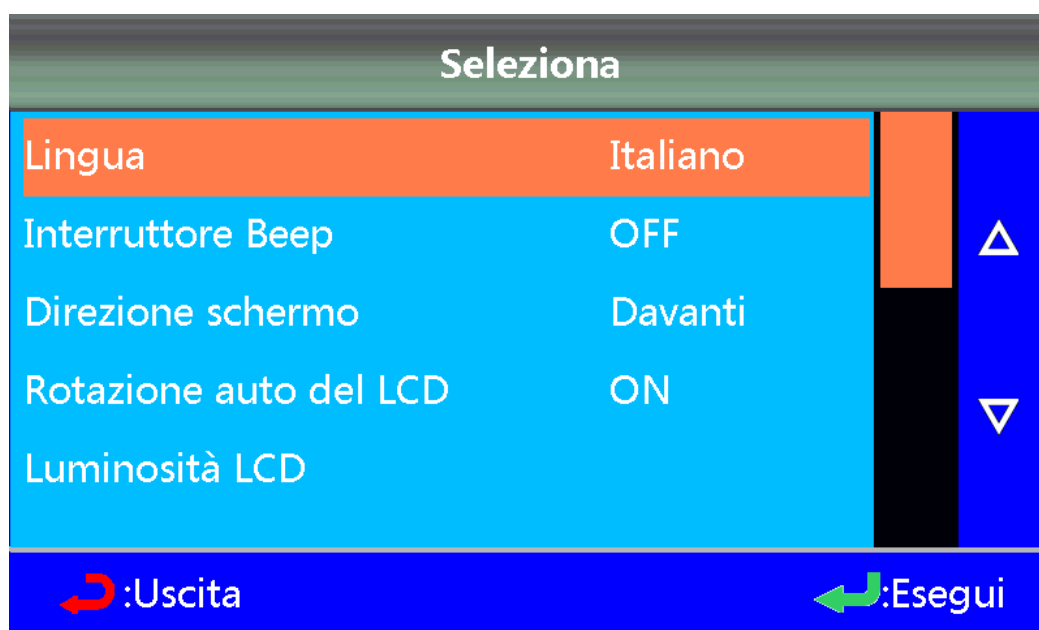 Seleziona
Lingua Italiano
Interruttore Beep OFF
Direzione schermo Davanti
Rotazione auto del LCD ON
Luminosità LCD
:Uscita :Esegui